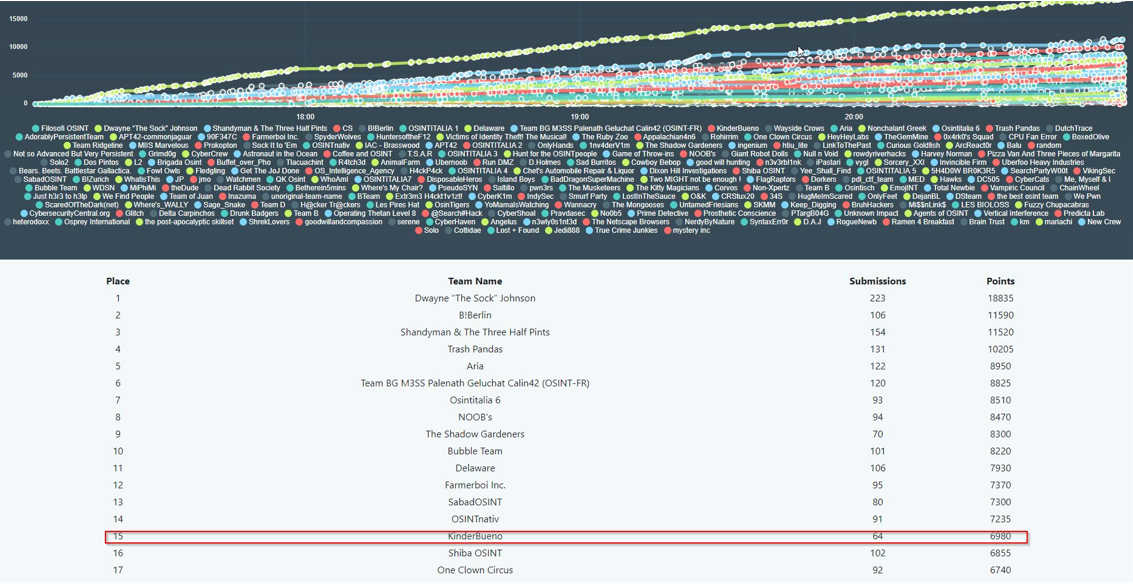 15000
10000
5000
0
18:00 19:00 20:00
Filosofi OSINT Dwayne "The Sock" Johnson Shandyman & The Three Half Pints CS B!Berlin OSINTITALIA 1 Delaware Team BG M3SS Palenath Geluchat Calin42 (OSINT-FR) KinderBueno Wayside Crows Aria Nonchalant Greek Osintitalia 6 Trash Pandas DutchTrace
AdorablyPersistentTeam APT42-commonjaguar 90F347C Farmerboi Inc. SpyderWolves HuntersoftheF12 Victims of Identity Theft! The Musical! The Ruby Zoo Appalachian4n6 Rohirrim One Clown Circus HeyHeyLabs Tributes TheGemMine 0x4rkt0's Squad CPU Fan Error BoxedOlive
Team Ridgeline MIIS Marvelous Prokopton Sock It to 'Em OSINTnativ IAC - Brasswood APT42 OSINTITALIA 2 OnlyHands 1nv4derV1m The Shadow Gardeners ingenium htlu_lite LinkToThePast Curious Goldfish ArcReact0r Balu random
Not so Advanced But Very Persistent Grimd0g CyberCrew Astronaut in the Ocean Coffee and OSINT T.S.A.R OSINTITALIA 3 Hunt for the OSINTpeople Game of Throw-ins NOOB's Giant Robot Dolls Null n Void rowdyriverhacks Harvey Norman Pizza Van And Three Pieces of Margarita
Solo2 Dos Pintos L2 Brigada Osint Buffet_over_Pho Tlacuachint R4tch3t AnimalFarm Ubernoob Run DMZ D.Holmes Sad Burritos Cowboy Bebop good will hunting n3v3rb1nk iPastari vygl Sorcery_XXI Invincible Firm Umbertoo Heavy Industries
Bears. Beets. Battlestar Gallactica Fowl Owls Fledgling Get The JoJ Done OS_Intelligence_Agency H4ckP4ck OSINTITALIA 4 Chef's Automobile Repair & Liquor Dixon Hill Investigations Shiba OSINT Yee_Shall_Find OSINTITALIA 5 5H4D0W BR0K3R5 SearchPartyW00t VikingSec
SabadOSINT B!Zurich WhatsThis JP jmo Watchmen QK Osint WhoAmI OSINTITALIA7 Disposable Heros Island Boys BadDragonSuperMachine Two MIGHT not be enough ! FlagRaptors Dorkers pdl_ctf_team MED Hawks DC505 CyberCats Me, Myself & I
Just h3r3 to h3lp We Find People Team of Juan Inazuma unoriginal-team-name BTeam Extr3m3 H4ckt1v1zt! CyberK1m IndySec Smurf Party LostInTheSauce O&K CRStux20 34S HugMeImScared OnlyFeet DejanBL DSteam the best osint team We Pwn
Bubble Team WDSN MiPhiMi theDude Dead Rabbit Society Betherein5mins Where's My Chair? PseudoSYN Saltillo pwn3rs The Musketeers The Kitty Magicians Corvos Non-Xpertz Team B Osintisch EmojINT Total Newbie Vampiric Council ChainWheel
ScaredOfTheDark(net) Where's_WALLY Sage_Snake Team D H@cker Tr@ckers Les Pires Hat OsinTigers Wannacry The Mongooses UntamedFriesians SKMM Keep_Digging BruhHackers Mi$$nLink$ LES BIOLOSS Fuzzy Chupacabras
CybersecurityCentral.org Glitch Delta Carpinchos Drunk Badgers Team B Operating Thetan Level 8 @SearchiHack CyberShoal Pravdasec No0b5 Prime Detective Prosthetic Conscience PTargB04G Unknown Impact Agents of OSINT Vertical Interference Predicta Lab
heterodoxx Osprey International the post-apocalyptic skillset ShrekLovers goodwillandcompassion serene CyberHaven Angelus n3wly0s1nt3d The Netscape Browsers NerdyByNature SyntaxErr0r D.A.J RogueNewb Ramen 4 Breakfast Brain Trust km mariachi New Crew
Solo Collidae Lost + Found Jedi888 True Crime Junkies mystery inc
Place Team Name Submissions Points
1 Dwayne "The Sock" Johnson 223 18835
2 B!Berlin 106 11590
3 Shandyman & The Three Half Pints 154 11520
4 Trash Pandas 131 10205
5 Aria 122 8950
6 Team BG M3SS Palenath Geluchat Calin42 (OSINT-FR) 120 8825
7 Osintitalia 6 93 8510
8 NOOB's 94 8470
9 The Shadow Gardeners 70 8300
10 Bubble Team 101 8220
11 Delaware 106 7930
12 Farmerboi Inc. 95 7370
13 SabadOSINT 80 7300
14 OSINTnativ 91 7235
15 KinderBueno 64 6980
16 Shiba OSINT 102 6855
17 One Clown Circus 92 6740